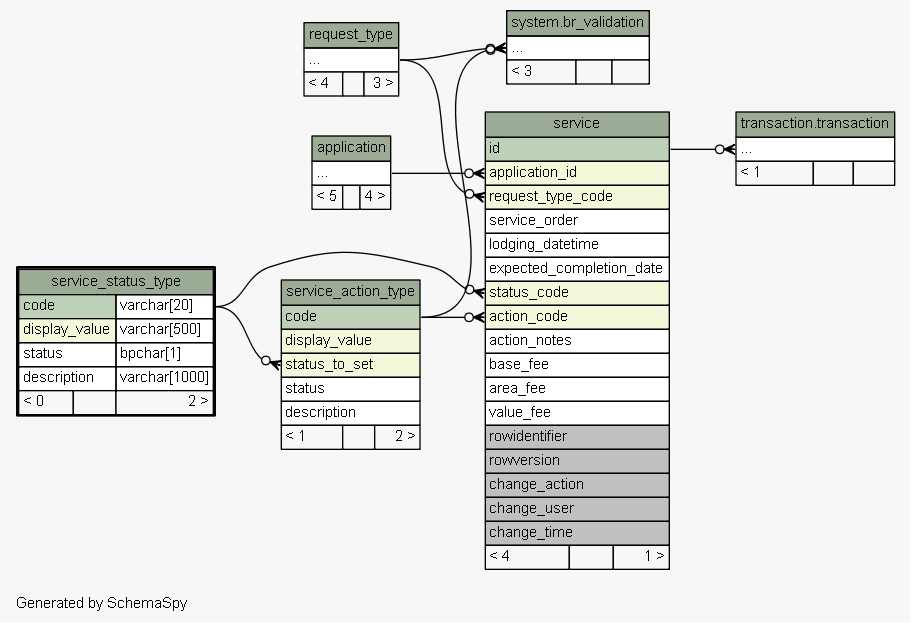 request_type
...
< 4 3 >
system.br_validation
...
< 3
application
...
< 5 4 >
service
id
application_id
request_type_code
service_order
lodging_datetime
expected_completion_date
status_code
action_code
action_notes
base_fee
area_fee
value_fee
rowidentifier
rowversion
change_action
change_user
change_time
< 4 1 >
transaction.transaction
...
< 1
service_status_type
code varchar[20]
display_value varchar[500]
status bpchar[1]
description varchar[1000]
< 0 2 >
service_action_type
code
display_value
status_to_set
status
description
< 1 2 >
Generated by SchemaSpy